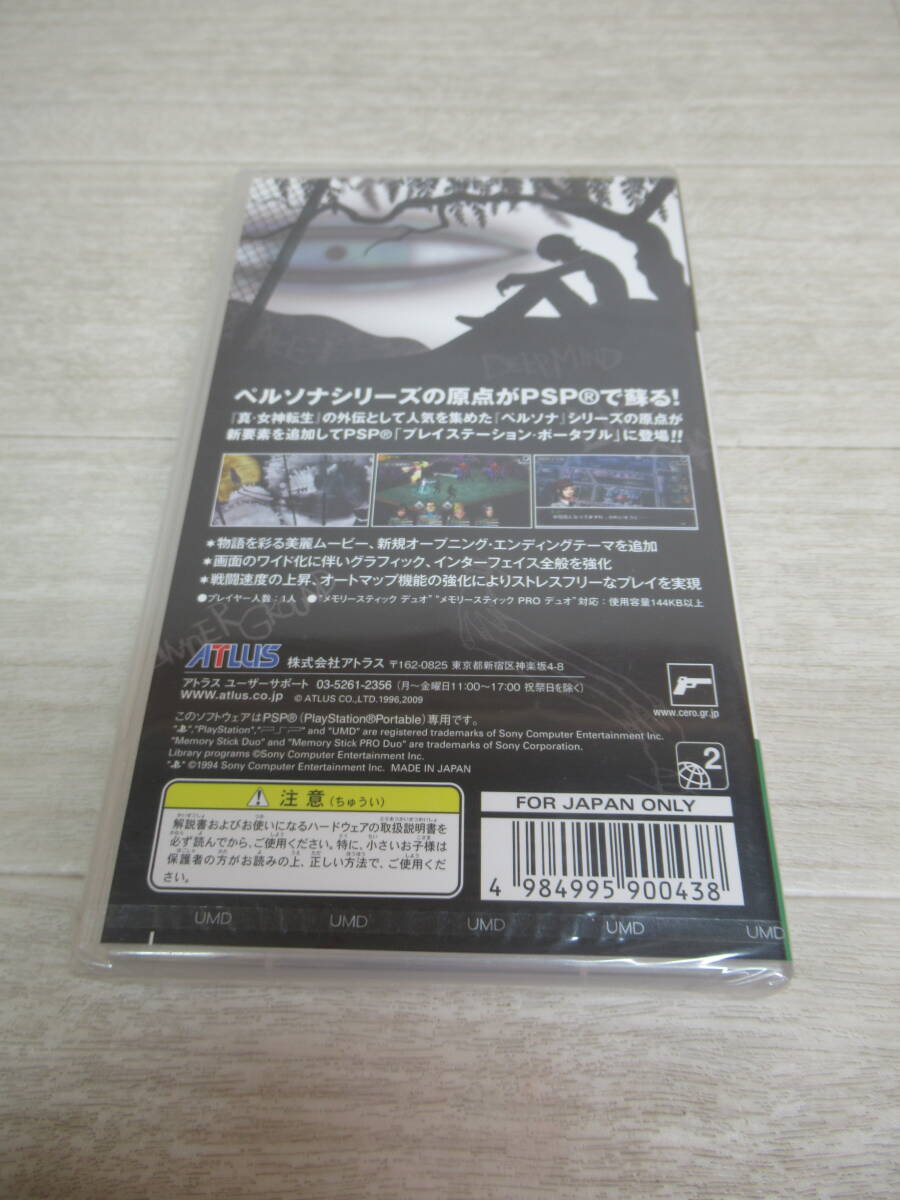 DEEP MIND
ペルソナシリーズの原点がPSP®で蘇る!
『真・女神転生』の外伝として人気を集めた『ペルソナ』シリーズの原点が
新要素を追加してPSP®「プレイステーション・ポータブル」に登場!!
＊物語を彩る美麗ムービー、新規オープニング・エンディングテーマを追加
＊画面のワイド化に伴いグラフィック、インターフェイス全般を強化
＊戦闘速度の上昇、オートマップ機能の強化によりストレスフリーなプレイを実現
●プレイヤー人数：1人 ●"メモリースティック デュオ" "メモリースティック PRO デュオ" 対応：使用容量144KB以上
UNDERGROUND
ATLUS 株式会社アトラス 〒162-0825 東京都新宿区神楽坂4-8
アトラス ユーザーサポート 03-5261-2356 (月〜金曜日11:00〜17:00 祝祭日を除く)
www.atlus.co.jp © ATLUS CO.,LTD.1996,2009
www.cero.gr.jp
このソフトウェアはPSP®(PlayStation®Portable)専用です。
"PlayStation", "PSP" and "UMD" are registered trademarks of Sony Computer Entertainment Inc.
"Memory Stick Duo" and "Memory Stick PRO Duo" are trademarks of Sony Corporation.
Library programs ©Sony Computer Entertainment Inc.
©1994 Sony Computer Entertainment Inc. MADE IN JAPAN
2
注意(ちゅうい)
解説書およびお使いになるハードウェアの取扱説明書を
必ず読んでから、ご使用ください。特に、小さいお子様は
保護者の方がお読みの上、正しい方法で、ご使用くだ
さい。
FOR JAPAN ONLY
4 984995 900438
UMD UMD UMD UMD UMD